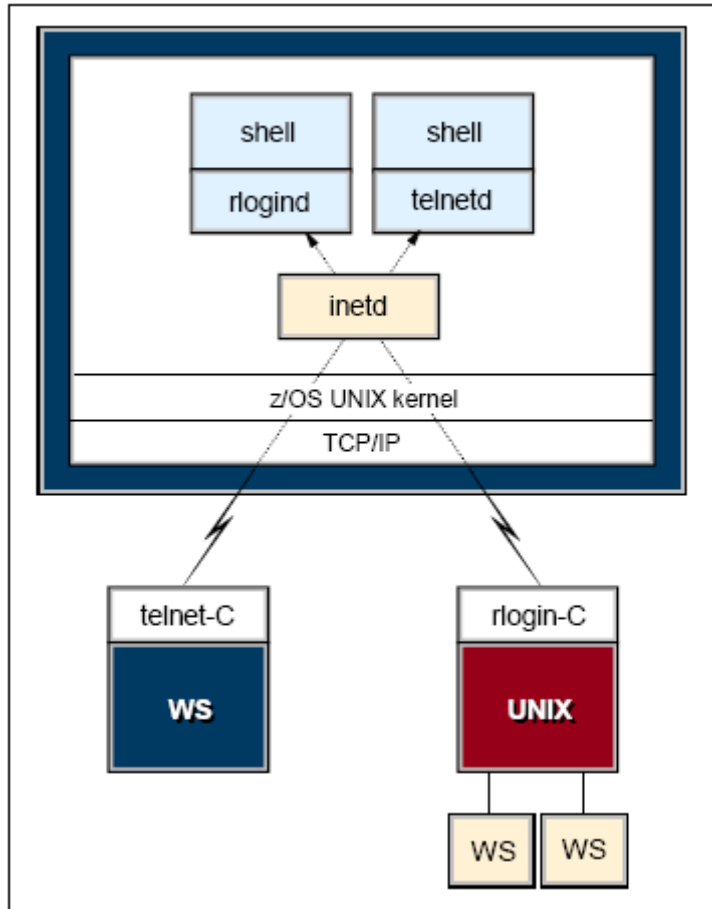 shell
shell
rlogind
telnetd
inetd
z/OS UNIX kernel
TCP/IP
telnet-C
rlogin-C
WS
UNIX
WS
WS